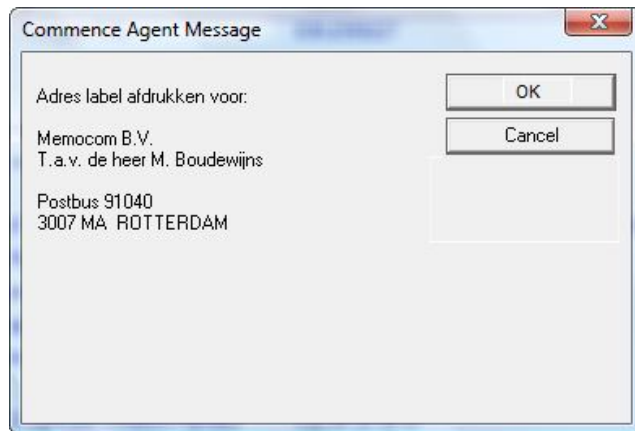 Commence Agent Message
Adres label afdrukken voor:
OK
Memocom B.V.
Cancel
T.a.v. de heer M. Boudewijns
Postbus 91040
3007 MA  ROTTERDAM